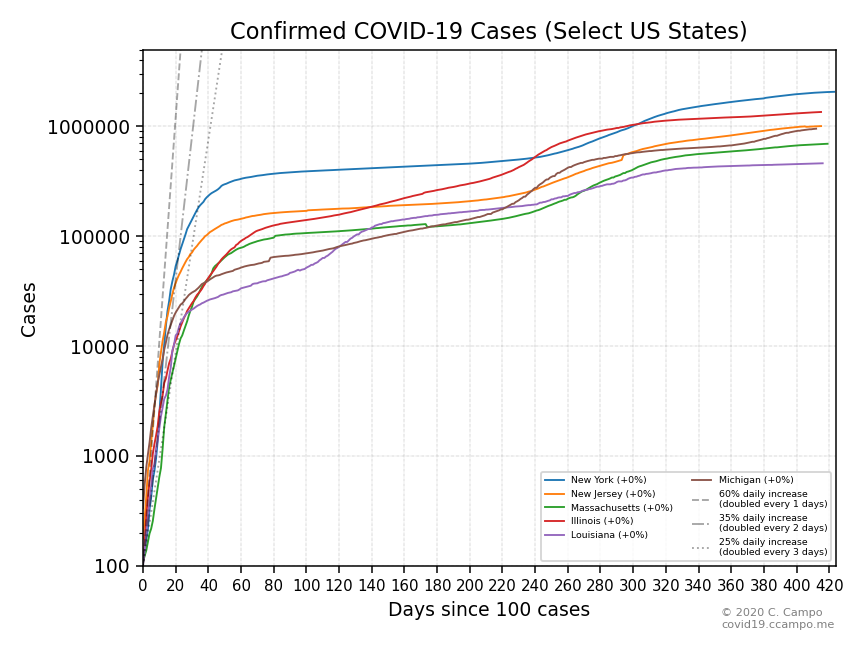 Confirmed COVID-19 Cases (Select US States)
Cases
1000000
100000
10000
1000
100
0 20 40 60 80 100 120 140 160 180 200 220 240 260 280 300 320 340 360 380 400 420
Days since 100 cases
New York (+0%)
New Jersey (+0%)
Massachusetts (+0%)
Illinois (+0%)
Louisiana (+0%)
Michigan (+0%)
60% daily increase
(doubled every 1 days)
35% daily increase
(doubled every 2 days)
25% daily increase
(doubled every 3 days)
© 2020 C. Campo
covid19.ccampo.me